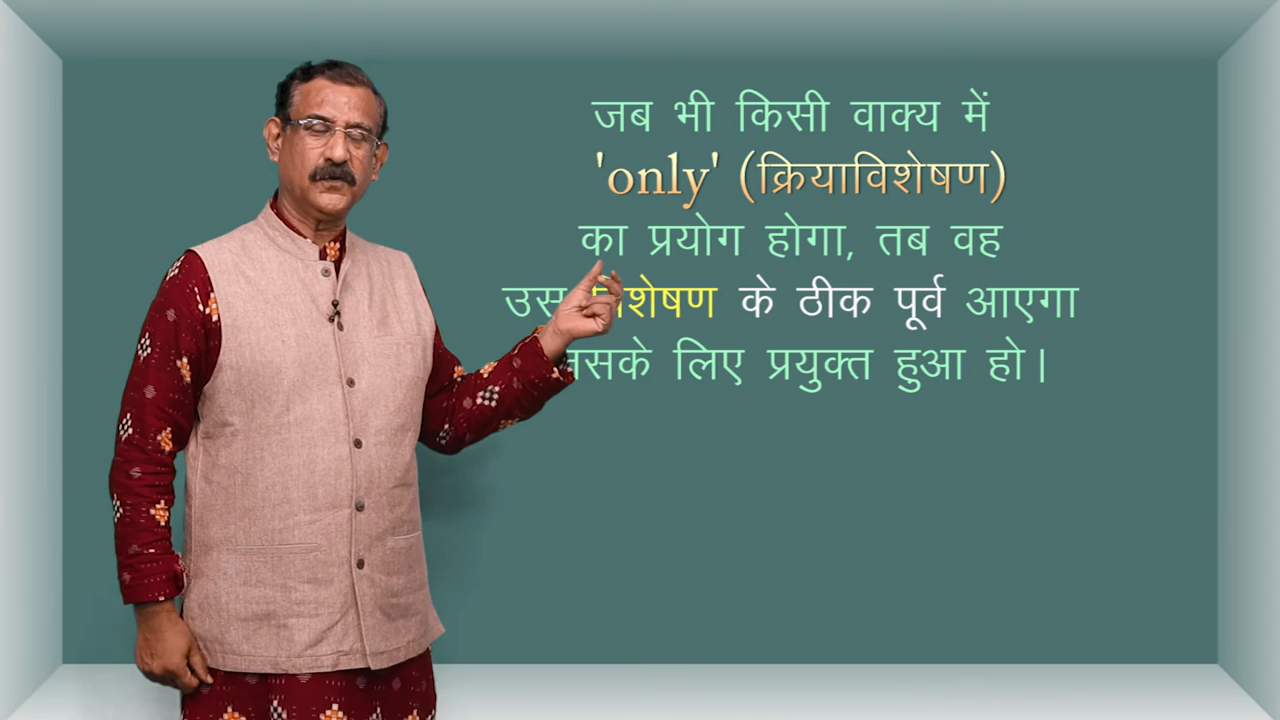 जब भी किसी वाक्य में
'only' (क्रियाविशेषण)
का प्रयोग होगा, तब वह
उस के ठीक पूर्व आएगा
लिए प्रयुक्त हुआ हो।